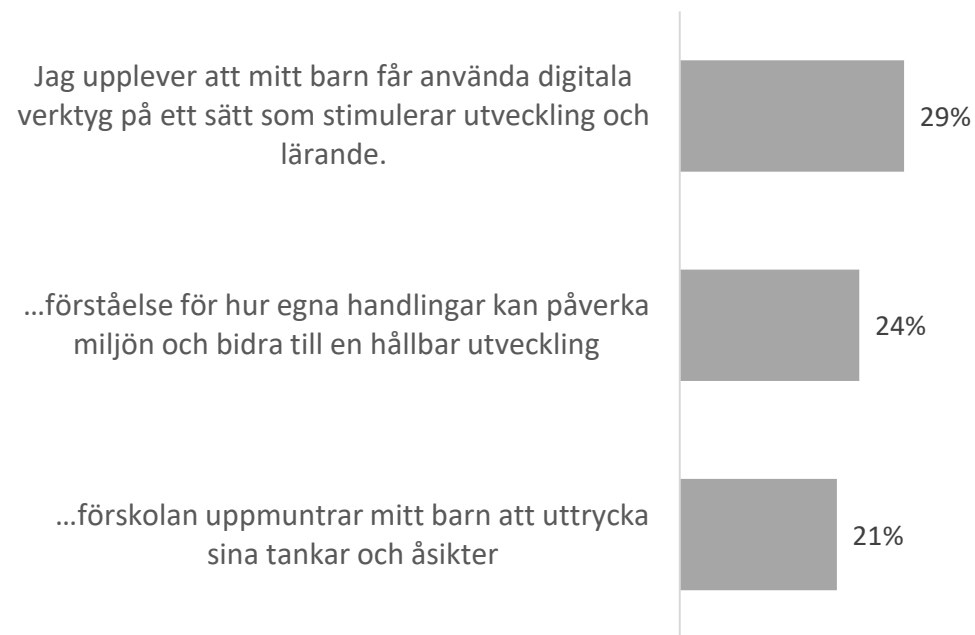 Jag upplever att mitt barn får använda digitala
verktyg på ett sätt som stimulerar utveckling och
lärande.
29%
…förståelse för hur egna handlingar kan påverka
miljön och bidra till en hållbar utveckling
24%
…förskolan uppmuntrar mitt barn att uttrycka
sina tankar och åsikter
21%